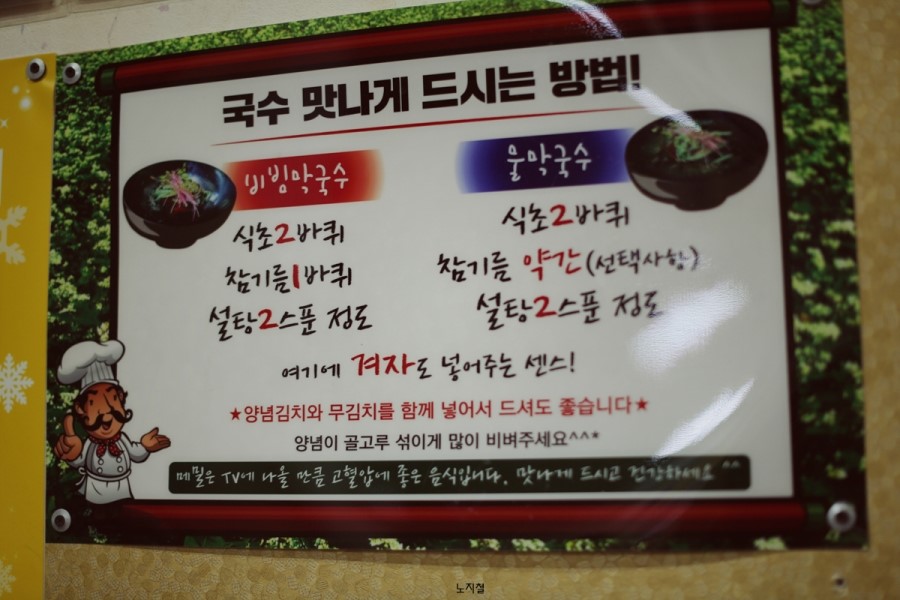 국수 맛나게 드시는 방법!
비빔막국수
식초2바퀴
참기름1바퀴
설탕2스푼 정도
물막국수
식초2바퀴
참기름 약간(선택사항)
설탕2스푼 정도
여기에 겨자도 넣어주는 센스!
★양념김치와 무김치를 함께 넣어서 드셔도 좋습니다★
양념이 골고루 섞이게 많이 비벼주세요^^*
메밀은 TV에 나올 만큼 고혈압에 좋은 음식입니다. 맛나게 드시고 건강하세요 ^^
노지철